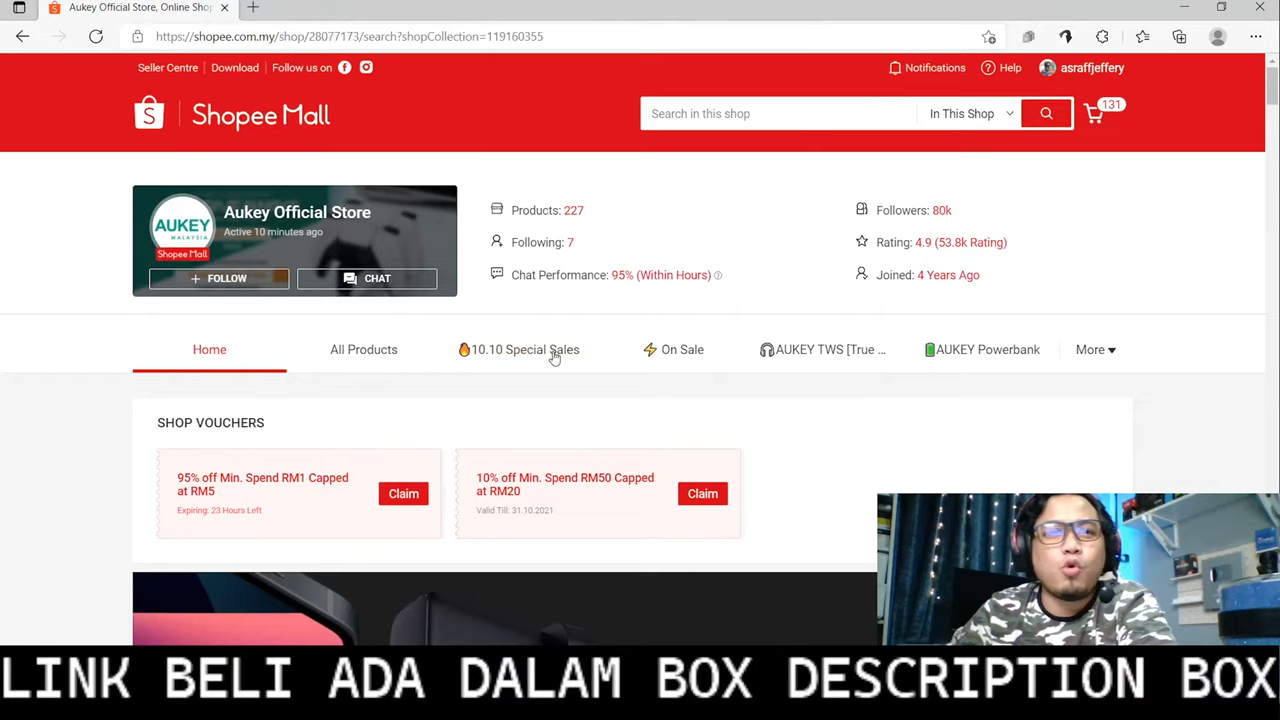 Aukey Official Store, Online Sho
https://shopee.com.my/shop/28077173/search?shopCollection=119160355
Seller Centre Download Follow us on
Notifications Help asraffjeffery
Shopee Mall
Search in this shop In This Shop 131
AUKEY
MALAYSIA
Shopee Mall
Aukey Official Store
Active 10 minutes ago
+ FOLLOW CHAT
Products: 227
Following: 7
Chat Performance: 95% (Within Hours)
Followers: 80k
Rating: 4.9 (53.8k Rating)
Joined: 4 Years Ago
Home All Products 🔥10.10 Special Sales ⚡ On Sale 🎧AUKEY TWS [True ... 🔋AUKEY Powerbank More
SHOP VOUCHERS
95% off Min. Spend RM1 Capped
at RM5
Expiring: 23 Hours Left
Claim
10% off Min. Spend RM50 Capped
at RM20
Valid Till: 31.10.2021
Claim
LINK BELI ADA DALAM BOX DESCRIPTION BOX